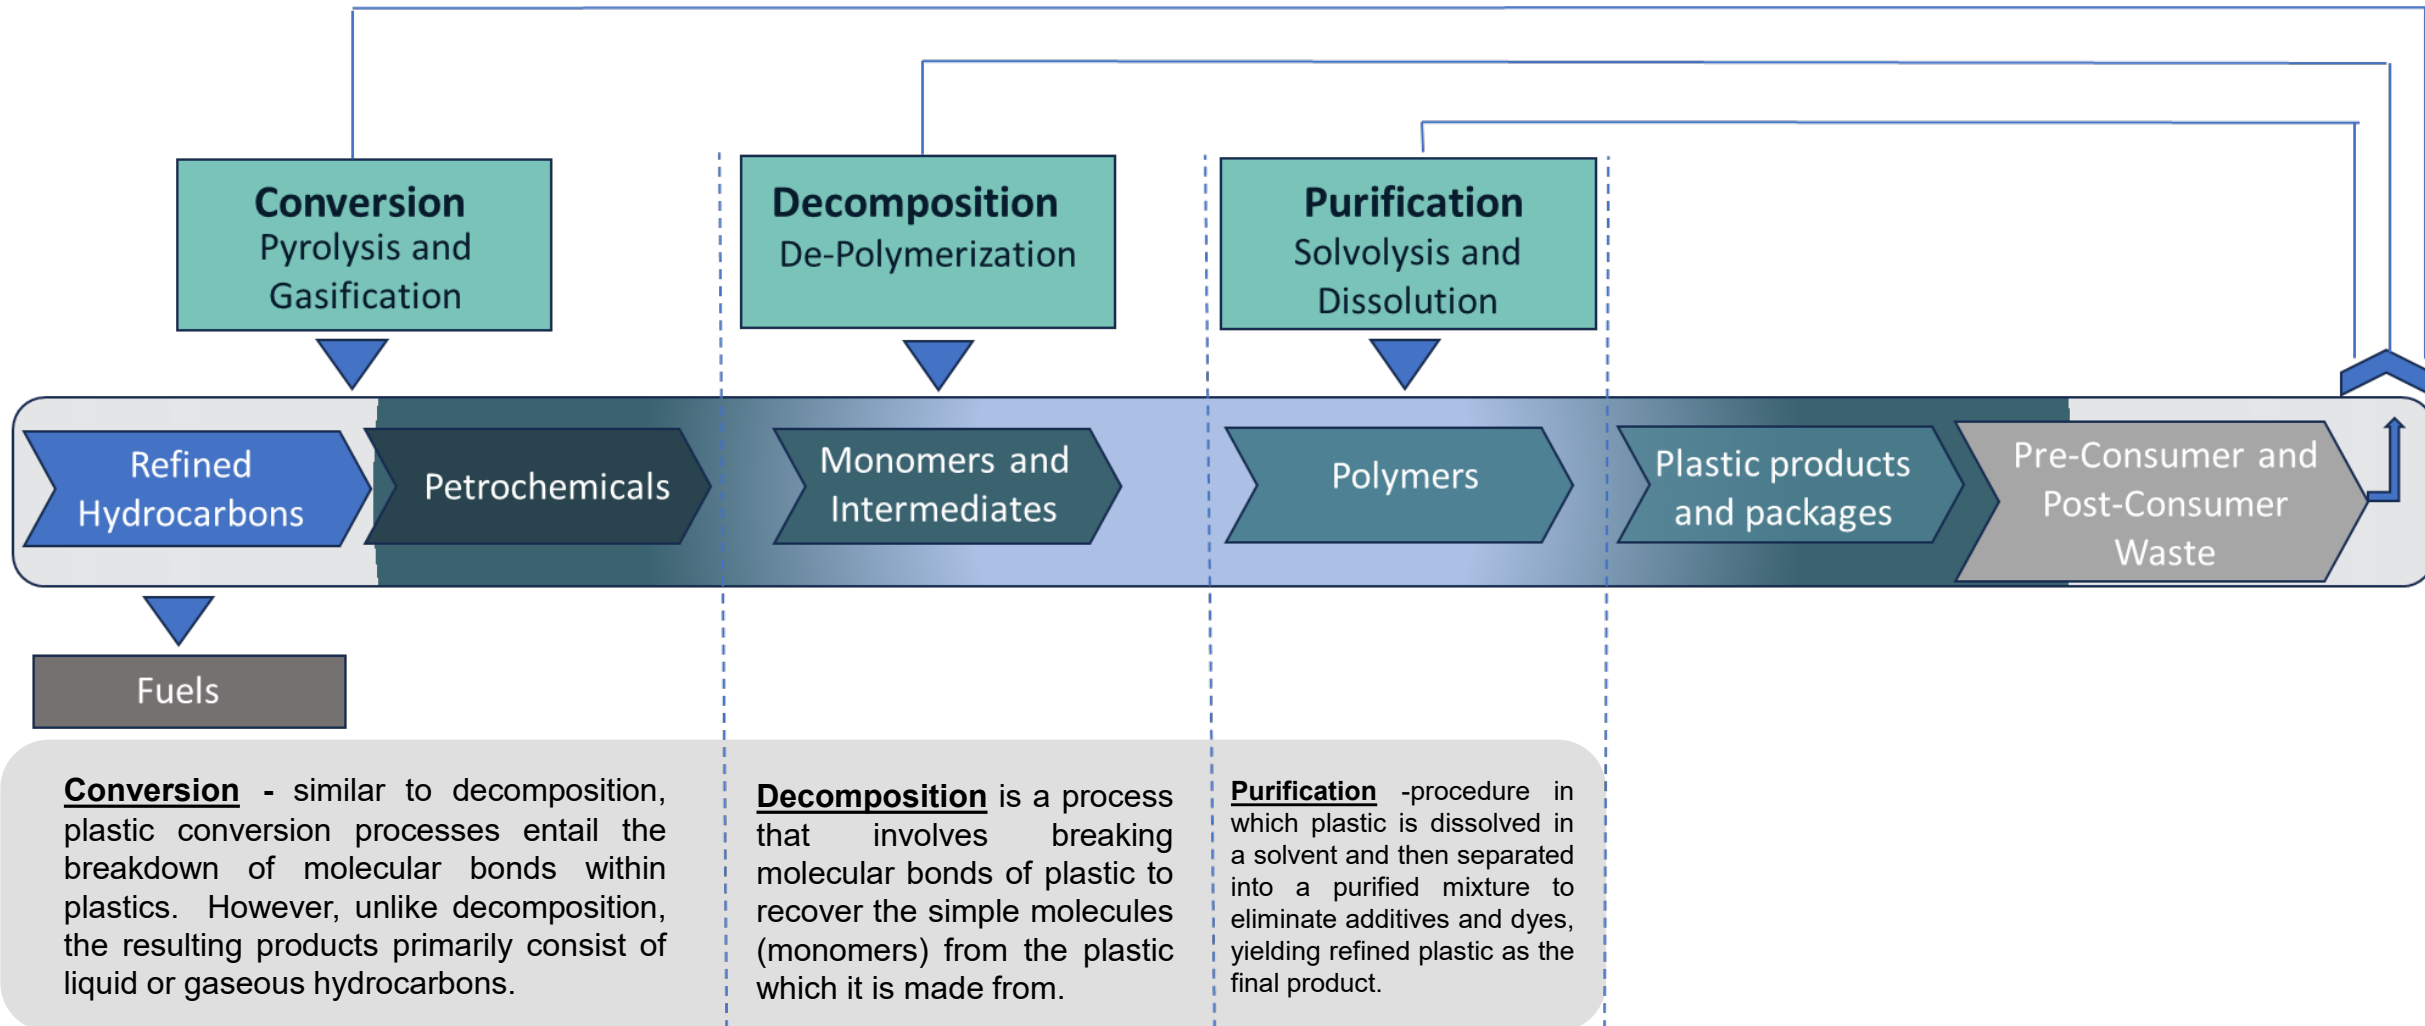 Conversion
Pyrolysis and
Gasification
Decomposition
De-Polymerization
Purification
Solvolysis and
Dissolution
Refined
Hydrocarbons
Petrochemicals
Monomers and
Intermediates
Polymers
Plastic products
and packages
Pre-Consumer and
Post-Consumer
Waste
Fuels
Conversion - similar to decomposition,
plastic conversion processes entail the
breakdown of molecular bonds within
plastics. However, unlike decomposition,
the resulting products primarily consist of
liquid or gaseous hydrocarbons.
Decomposition is a process
that involves breaking
molecular bonds of plastic to
recover the simple molecules
(monomers) from the plastic
which it is made from.
Purification -procedure in
which plastic is dissolved in
a solvent and then separated
into a purified mixture to
eliminate additives and dyes,
yielding refined plastic as the
final product.